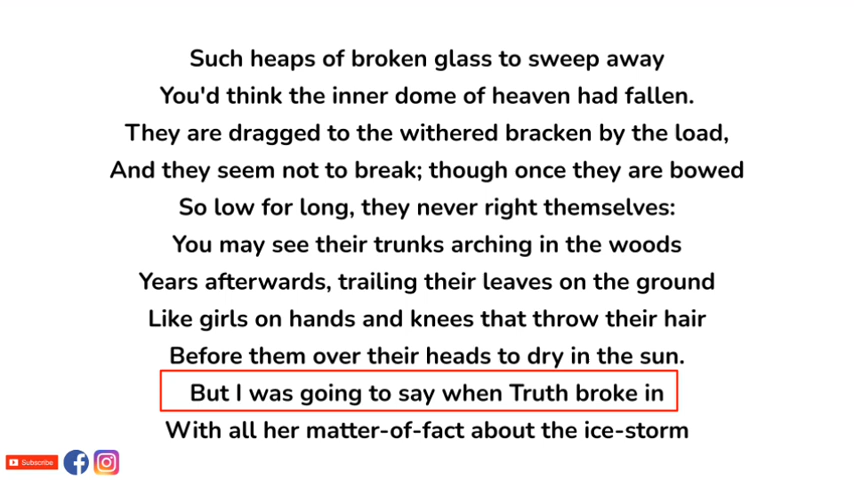 Such heaps of broken glass to sweep away
You'd think the inner dome of heaven had fallen.
They are dragged to the withered bracken by the load,
And they seem not to break; though once they are bowed
So low for long, they never right themselves:
You may see their trunks arching in the woods
Years afterwards, trailing their leaves on the ground
Like girls on hands and knees that throw their hair
Before them over their heads to dry in the sun.
But I was going to say when Truth broke in
With all her matter-of-fact about the ice-storm
Subscribe